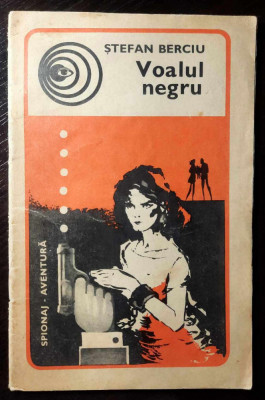 ȘTEFAN BERCIU
Voalul
negru
SPIONAJ - AVENTURĂ